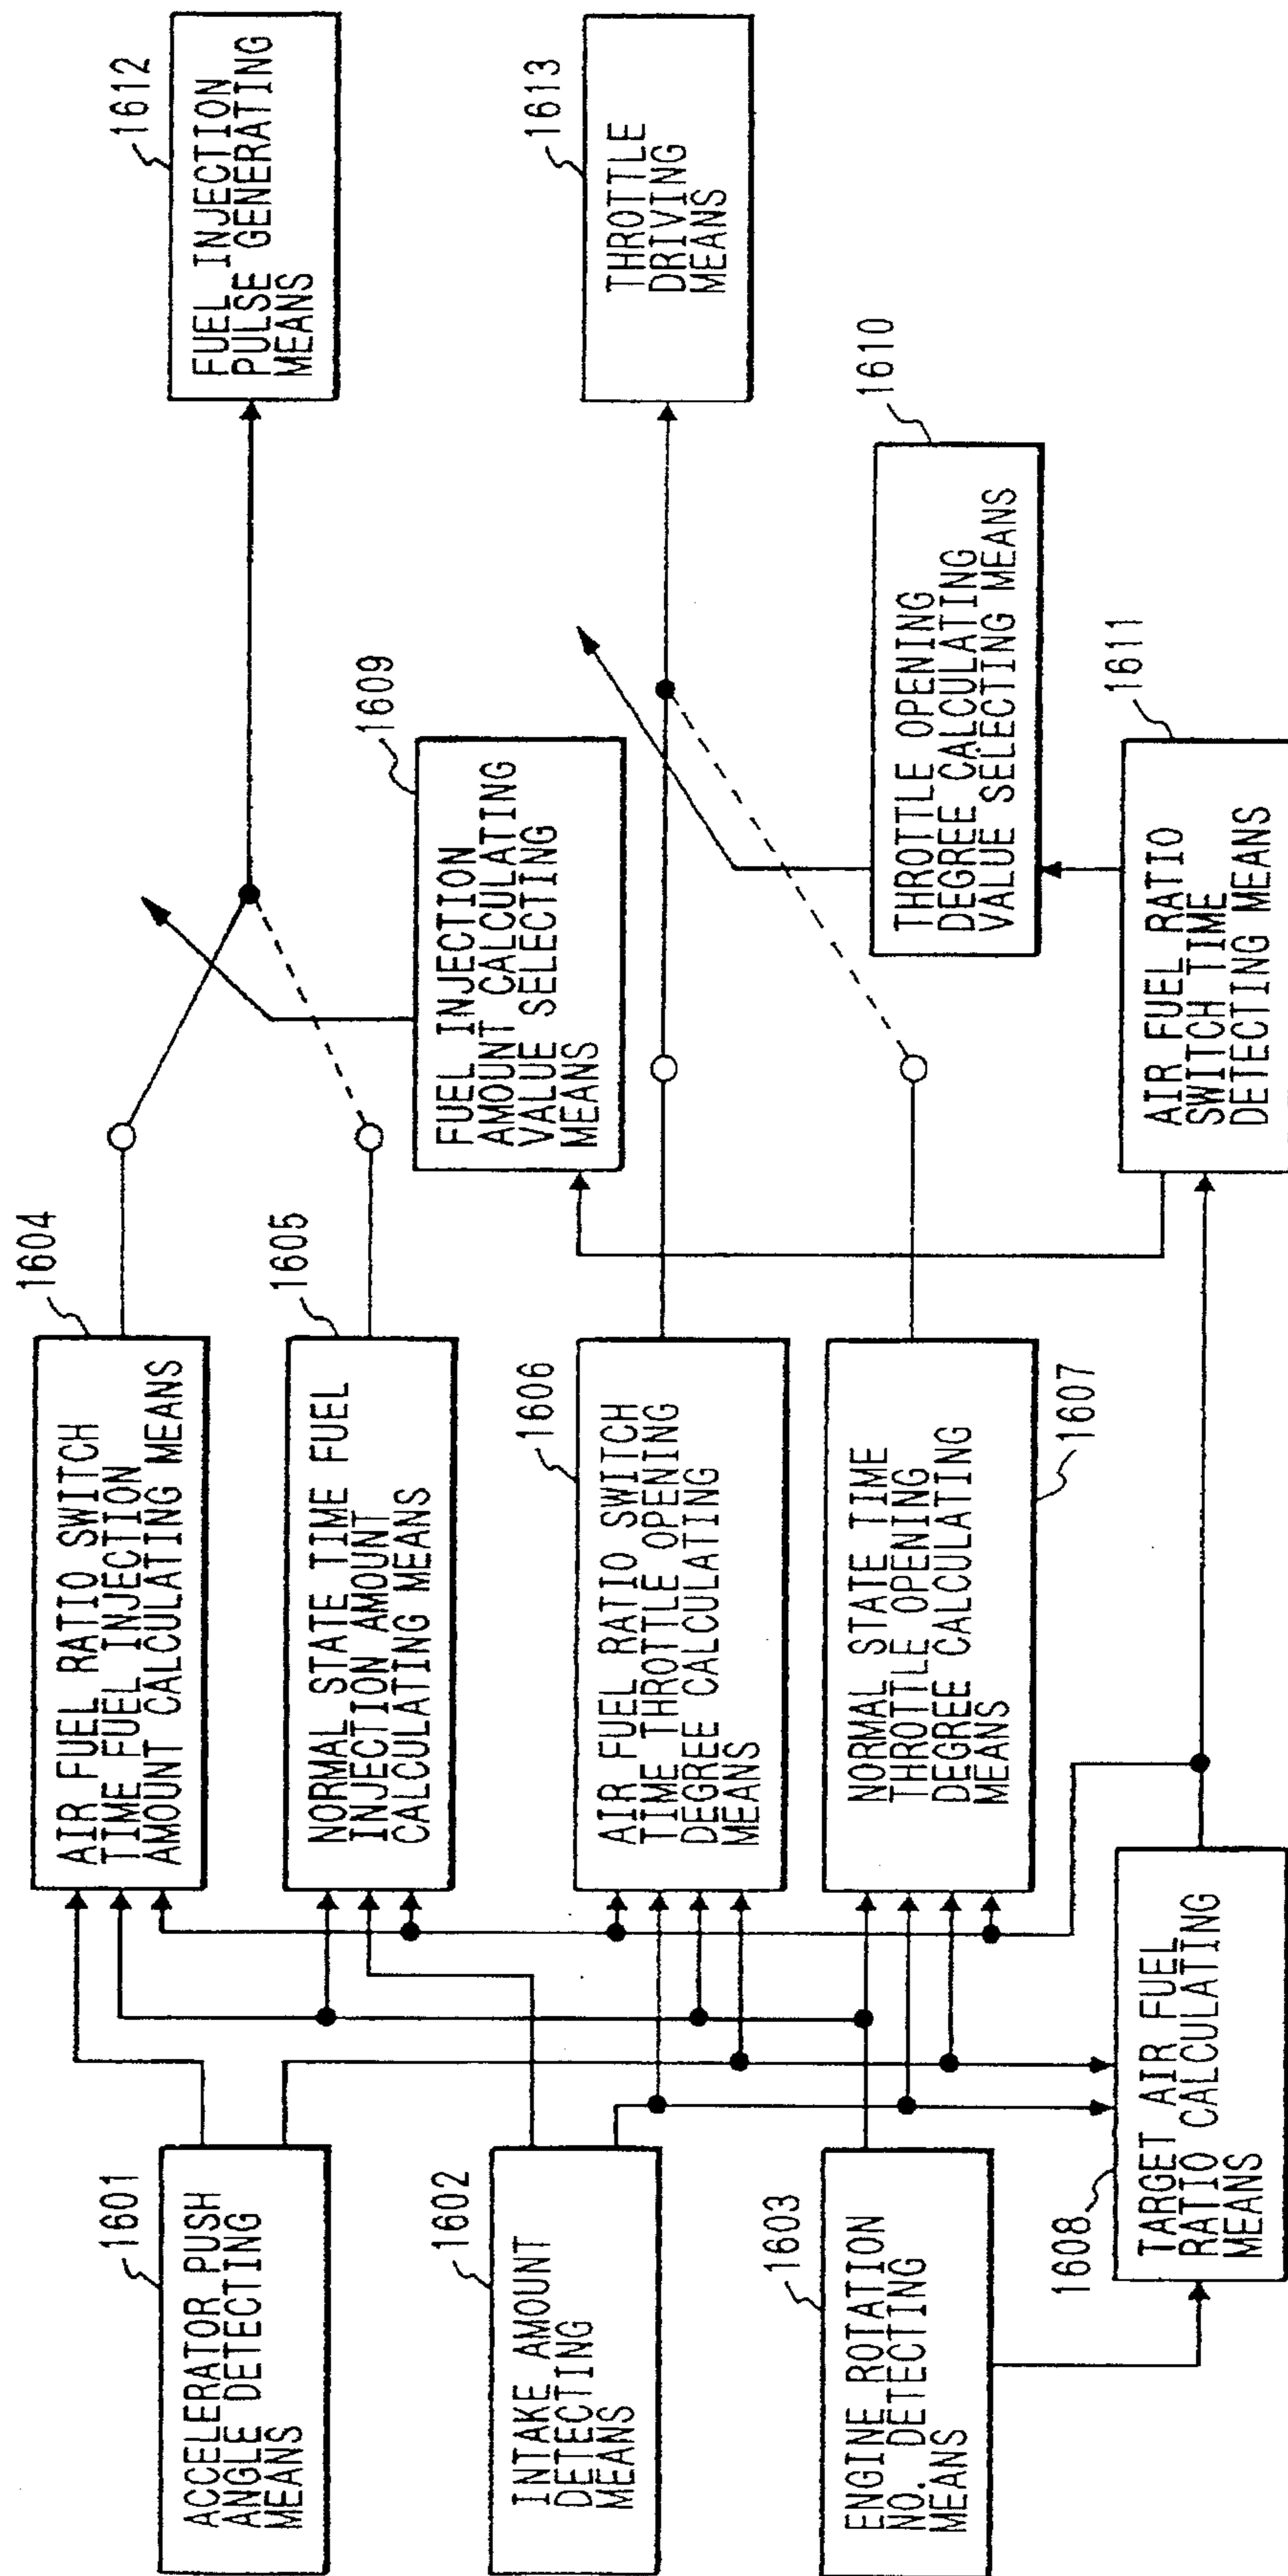 1601
ACCELERATOR PUSH
ANGLE DETECTING
MEANS
1602
INTAKE AMOUNT
DETECTING
MEANS
1603
ENGINE ROTATION
NO. DETECTING
MEANS
1604
AIR FUEL RATIO SWITCH
TIME FUEL INJECTION
AMOUNT CALCULATING MEANS
1605
NORMAL STATE TIME FUEL
INJECTION AMOUNT
CALCULATING MEANS
1606
AIR FUEL RATIO SWITCH
TIME THROTTLE OPENING
DEGREE CALCULATING
MEANS
1607
NORMAL STATE TIME
THROTTLE OPENING
DEGREE CALCULATING
MEANS
1608
TARGET AIR FUEL
RATIO CALCULATING
MEANS
1609
FUEL INJECTION
AMOUNT CALCULATING
VALUE SELECTING
MEANS
1610
THROTTLE OPENING
DEGREE CALCULATING
VALUE SELECTING MEANS
1611
AIR FUEL RATIO
SWITCH TIME
DETECTING MEANS
1612
FUEL INJECTION
PULSE GENERATING
MEANS
1613
THROTTLE
DRIVING
MEANS